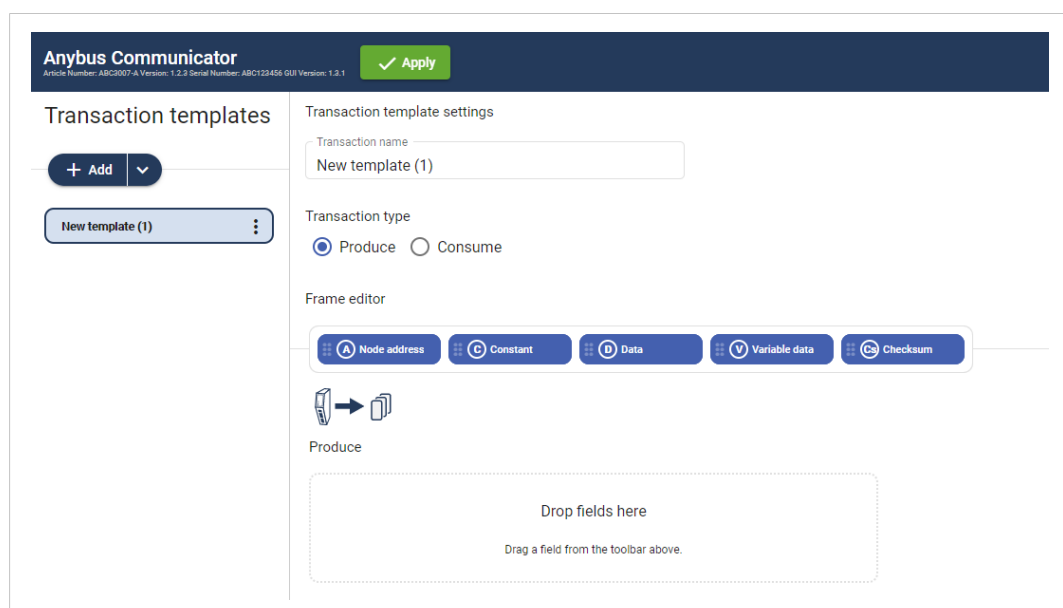 Anybus Communicator
Article Number: ABC3007-A Version: 1.2.3 Serial Number: ABC123456 GUI Version: 1.3.1
Apply
Transaction templates
Add
New template (1)
Transaction template settings
Transaction name
New template (1)
Transaction type
Produce Consume
Frame editor
A Node address C Constant D Data V Variable data Cs Checksum
Produce
Drop fields here
Drag a field from the toolbar above.